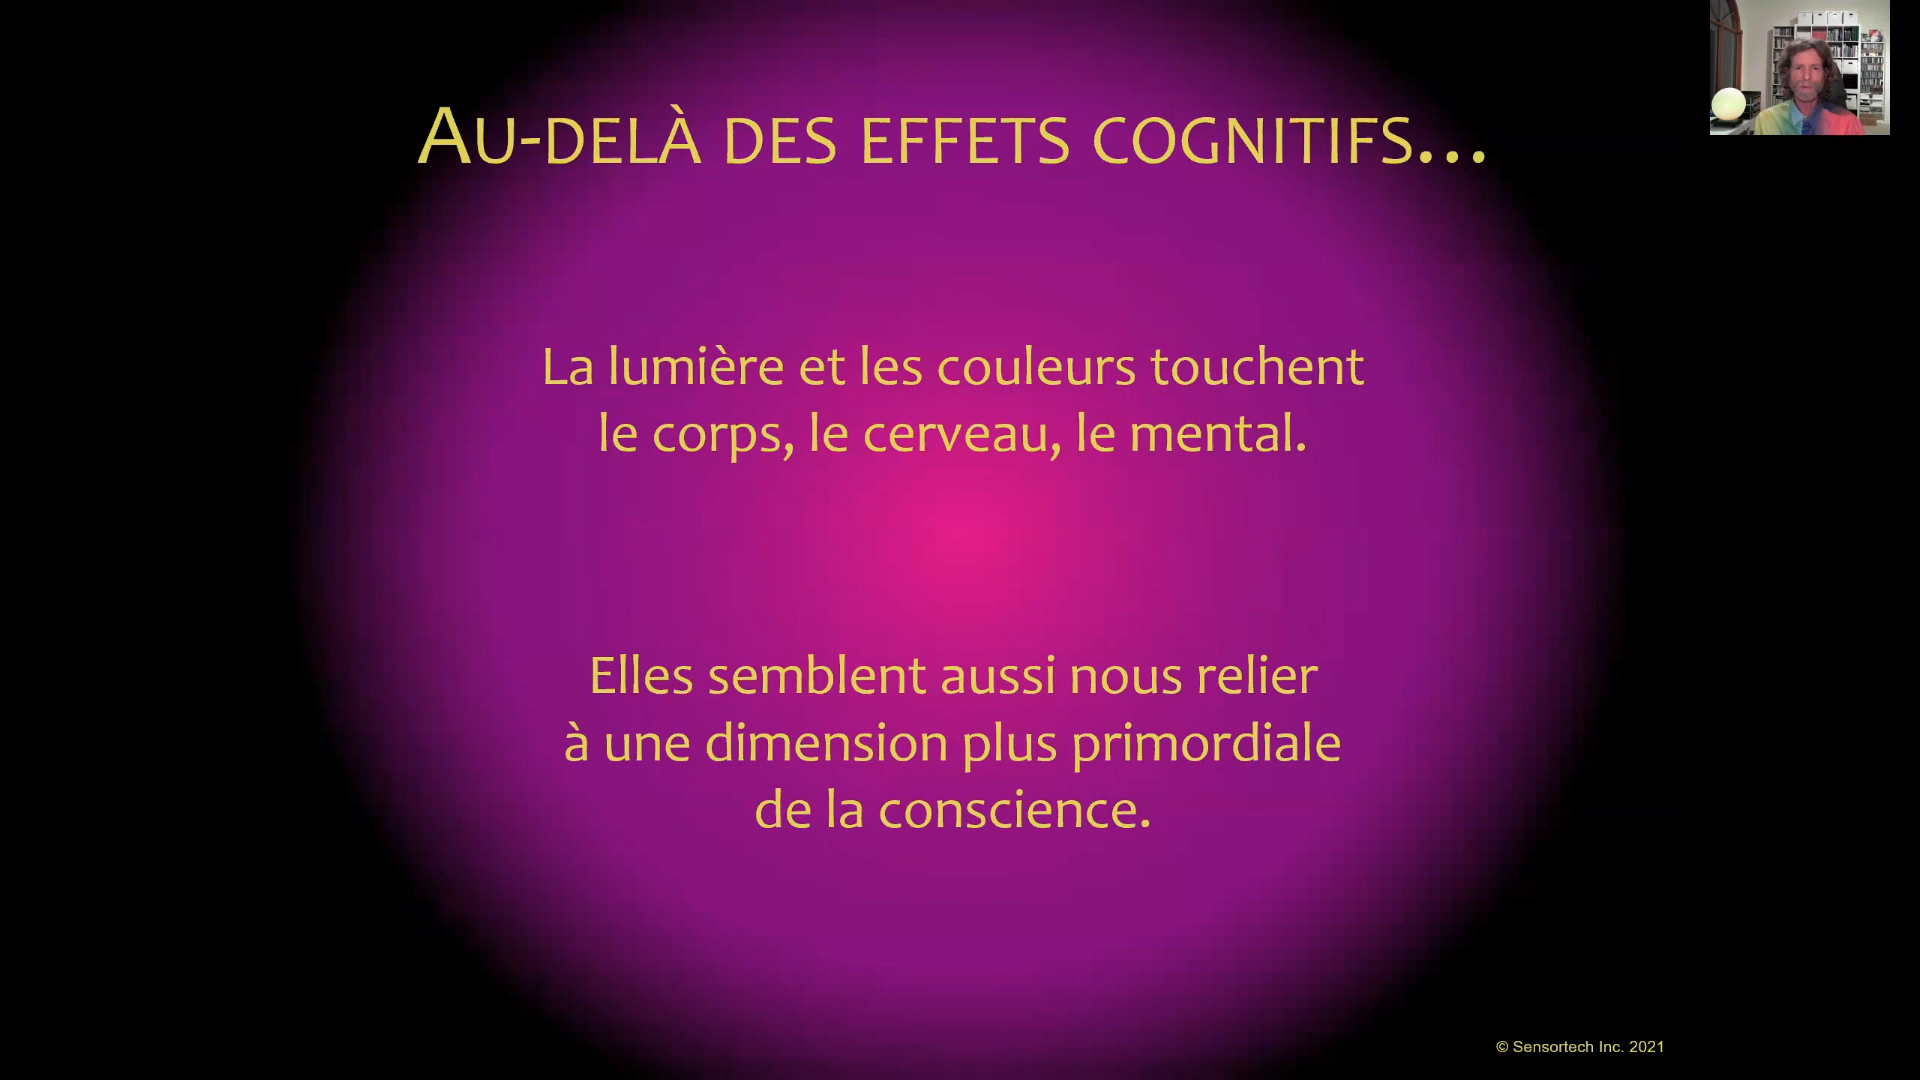 AU-DELÀ DES EFFETS COGNITIFS...
La lumière et les couleurs touchent
le corps, le cerveau, le mental.
Elles semblent aussi nous relier
à une dimension plus primordiale
de la conscience.
© Sensortech Inc. 2021